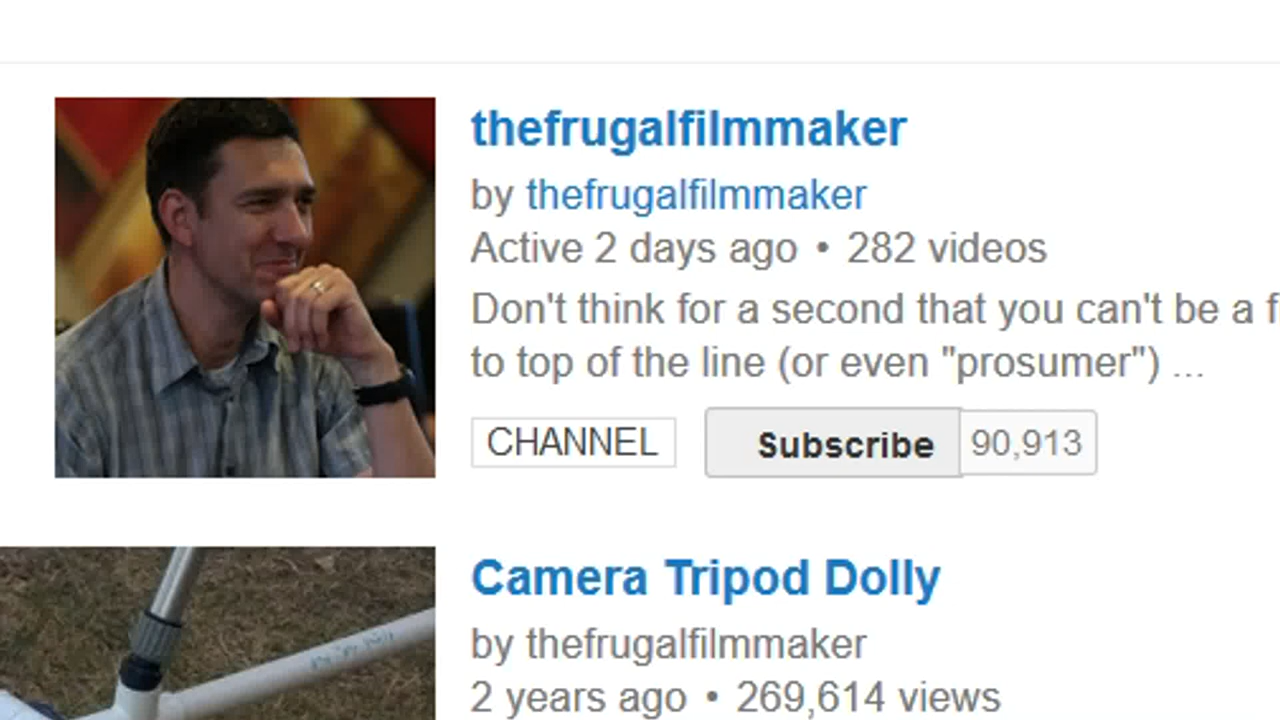 thefrugalfilmmaker
by thefrugalfilmmaker
Active 2 days ago • 282 videos
Don't think for a second that you can't be a f
to top of the line (or even "prosumer") ...
CHANNEL Subscribe 90,913
Camera Tripod Dolly
by thefrugalfilmmaker
2 years ago • 269,614 views